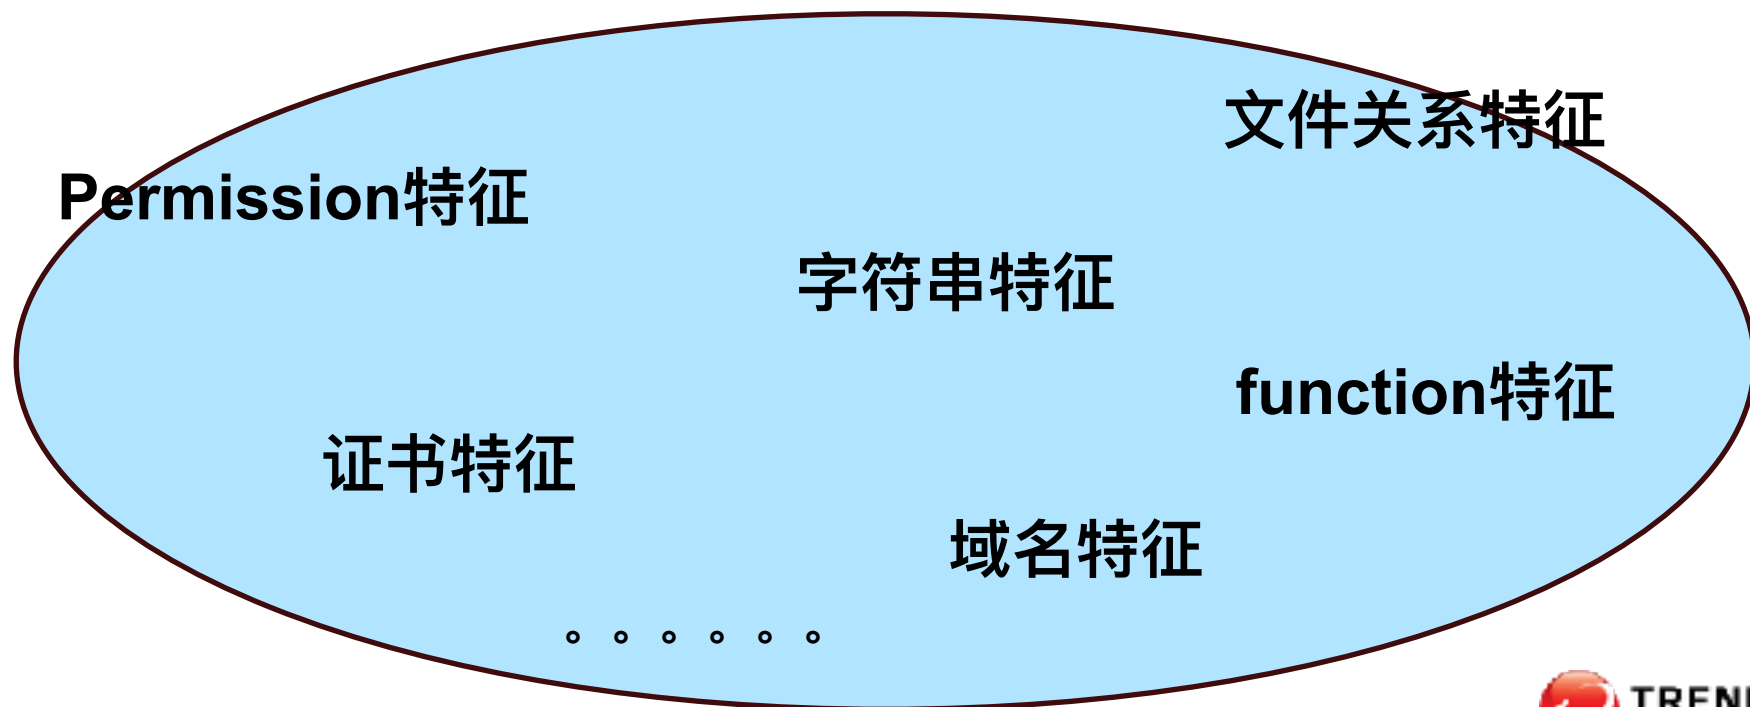 文件关系特征
Permission特征
字符串特征
function特征
证书特征
域名特征
。。。。。。
TREN